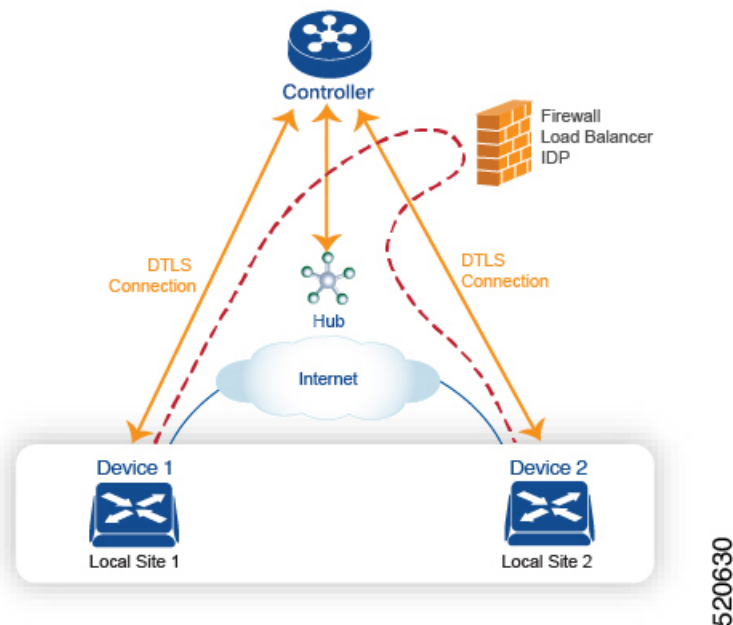 Controller
Firewall
Load Balancer
IDP
DTLS
Connection
DTLS
Connection
Hub
Internet
Device 1
Device 2
Local Site 1
Local Site 2
520630